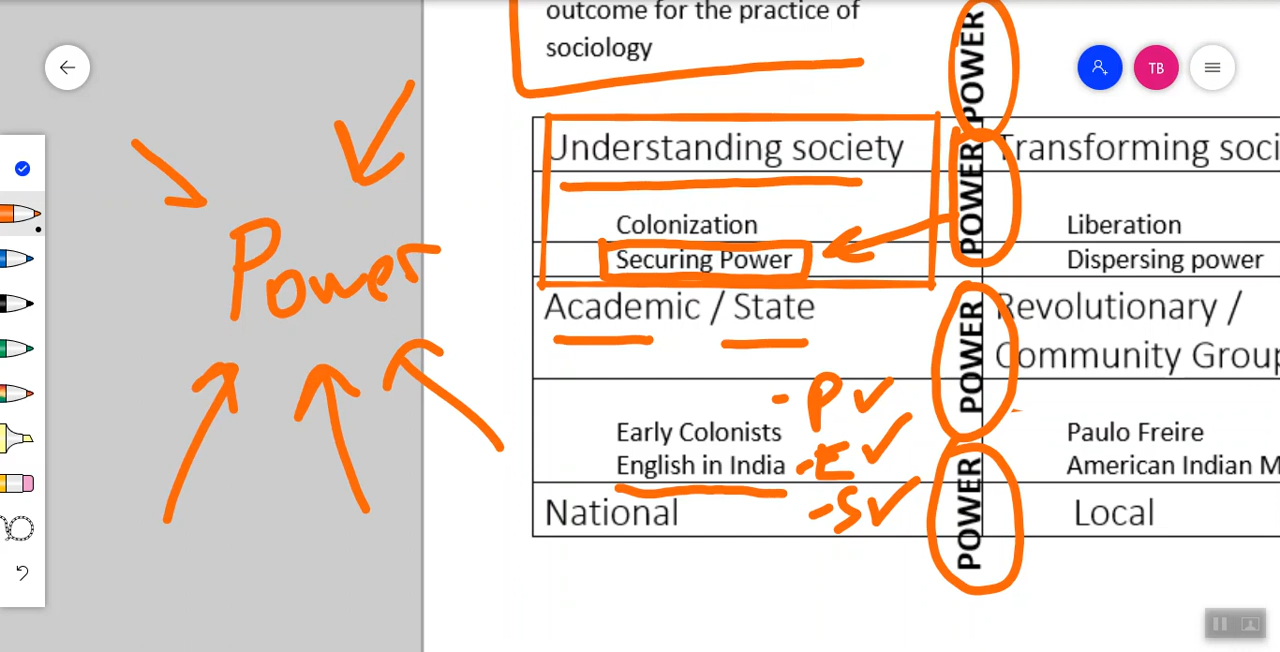 outcome for the practice of
sociology
POWER
TB
Understanding society
POWER
Transforming soci
Colonization
Liberation
Securing Power
Dispersing power
Power
Academic / State
POWER
Revolutionary /
Community Group
- P ✓
Early Colonists
Paulo Freire
English in India
- E ✓
American Indian M
POWER
National
- S ✓
Local